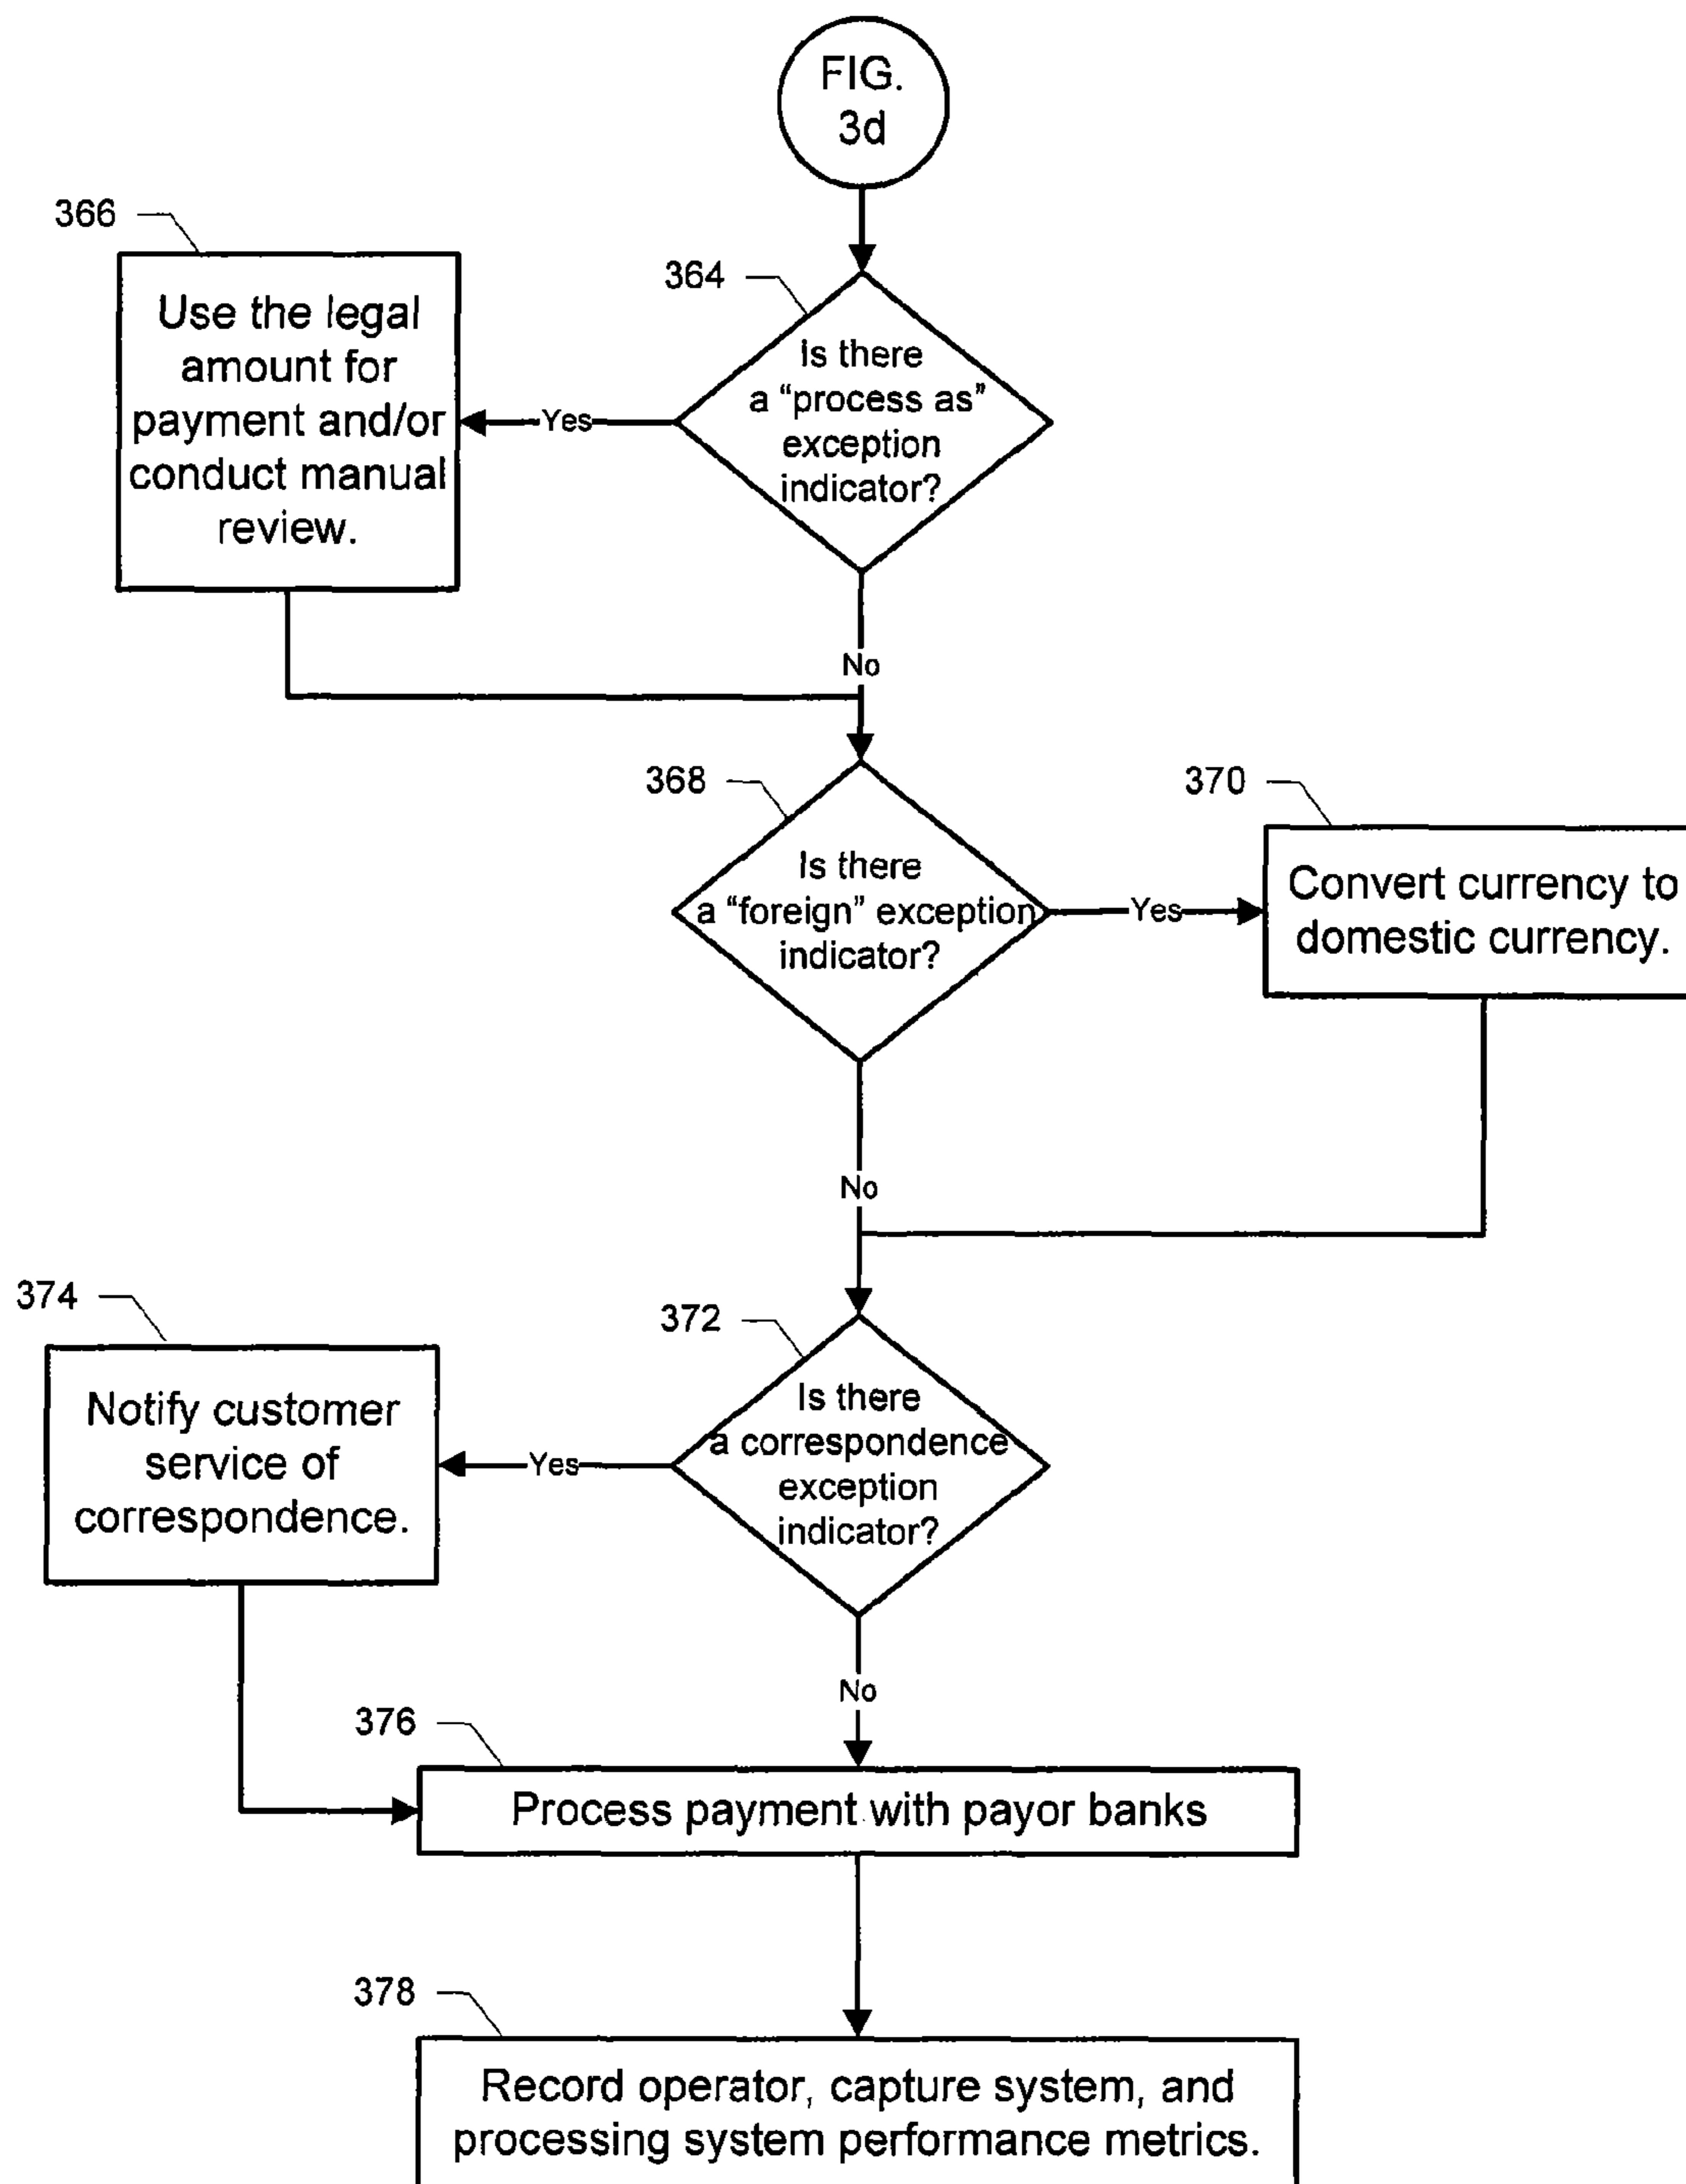 FIG.
3d
366
Use the legal
amount for
payment and/or
conduct manual
review.
364
Is there
a “process as”
exception
indicator?
Yes
No
368
Is there
a “foreign” exception
indicator?
Yes
370
Convert currency to
domestic currency.
No
374
Notify customer
service of
correspondence.
372
Is there
a correspondence
exception
indicator?
Yes
No
376
Process payment with payor banks
378
Record operator, capture system, and
processing system performance metrics.